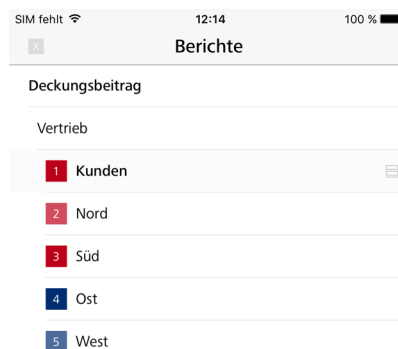 SIM fehlt 12:14 100 %
X Berichte
Deckungsbeitrag
Vertrieb
1 Kunden
2 Nord
3 Süd
4 Ost
5 West